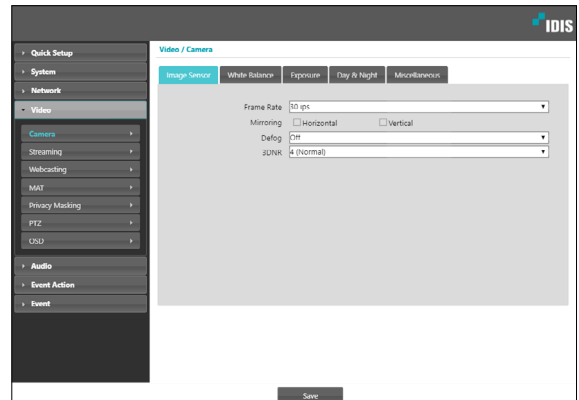 IDIS
Quick Setup
System
Network
Video
Camera
Streaming
Webcasting
MAT
Privacy Masking
PTZ
OSD
Audio
Event Action
Event
Video / Camera
Image Sensor
White Balance
Exposure
Day & Night
Miscellaneous
Frame Rate 30 ips
Mirroring Horizontal Vertical
Defog Off
3DNR 4 (Normal)
Save